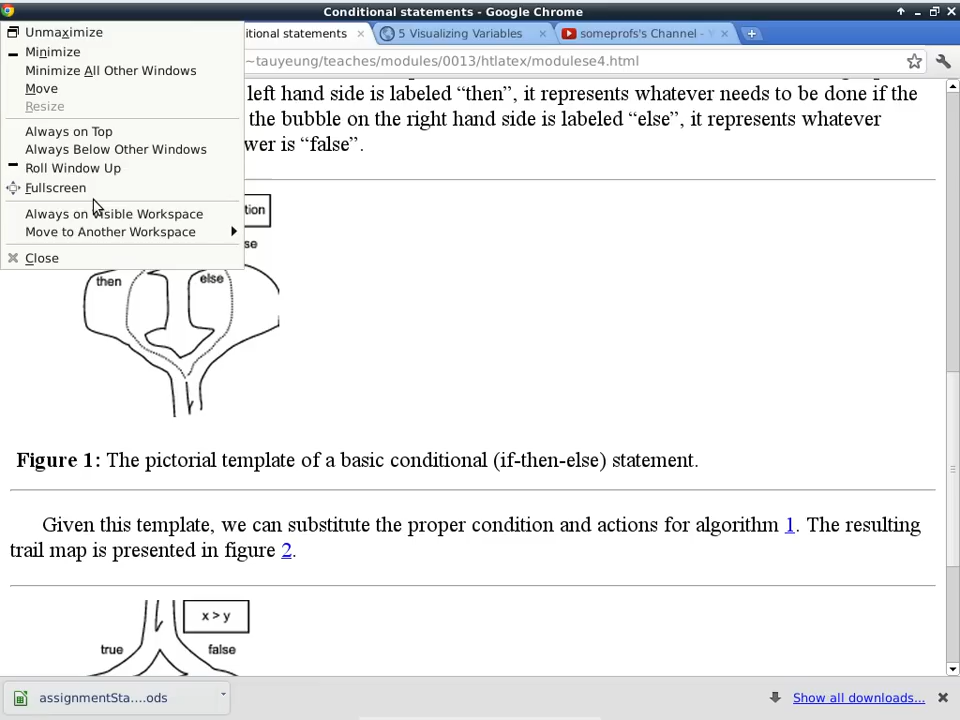 Conditional statements - Google Chrome
Unmaximize
Minimize
Minimize All Other Windows
Move
Resize
Always on Top
Always Below Other Windows
Roll Window Up
Fullscreen
Always on Visible Workspace
Move to Another Workspace
Close
itional statements
5 Visualizing Variables
someprofs's Channel -
~tauyeung/teaches/modules/0013/htlatex/modulese4.html
left hand side is labeled “then”, it represents whatever needs to be done if the
the bubble on the right hand side is labeled “else”, it represents whatever
wer is “false”.
tion
se
then
else
Figure 1: The pictorial template of a basic conditional (if-then-else) statement.
Given this template, we can substitute the proper condition and actions for algorithm 1. The resulting
trail map is presented in figure 2.
x > y
true
false
assignmentSta....ods
Show all downloads...